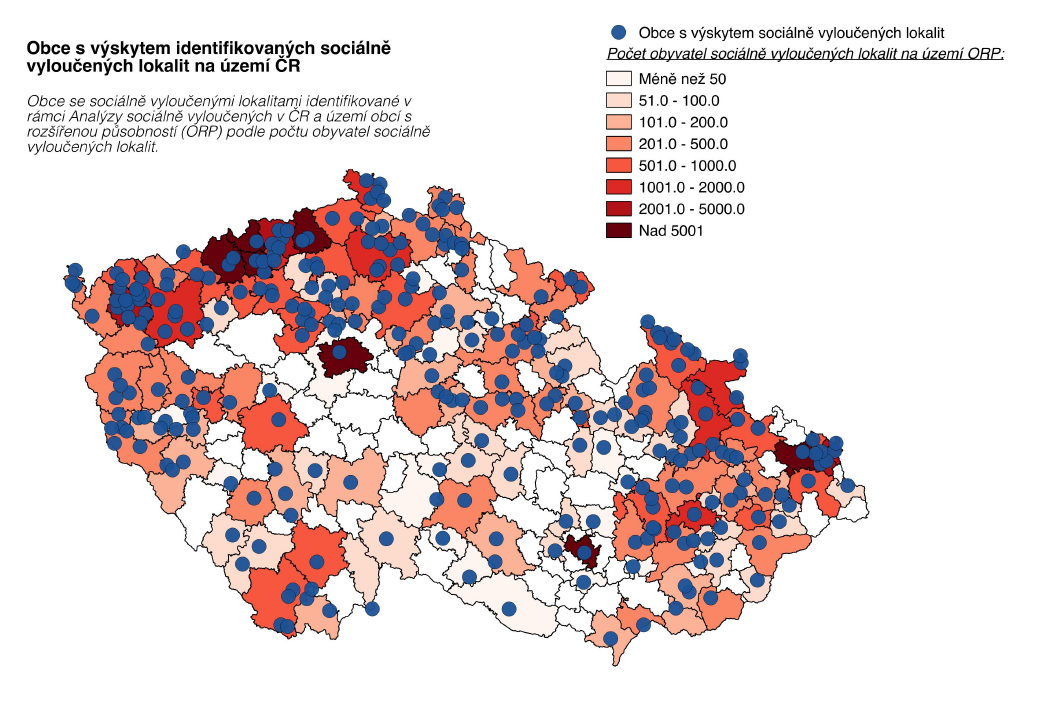 Obce s výskytem identifikovaných sociálně
vyloučených lokalit na území ČR
Obce se sociálně vyloučenými lokalitami identifikované v
rámci Analýzy sociálně vyloučených v ČR a území obcí s
rozšířenou působností (ORP) podle počtu obyvatel sociálně
vyloučených lokalit.
Obce s výskytem sociálně vyloučených lokalit
Počet obyvatel sociálně vyloučených lokalit na území ORP:
Méně než 50
51.0 - 100.0
101.0 - 200.0
201.0 - 500.0
501.0 - 1000.0
1001.0 - 2000.0
2001.0 - 5000.0
Nad 5001